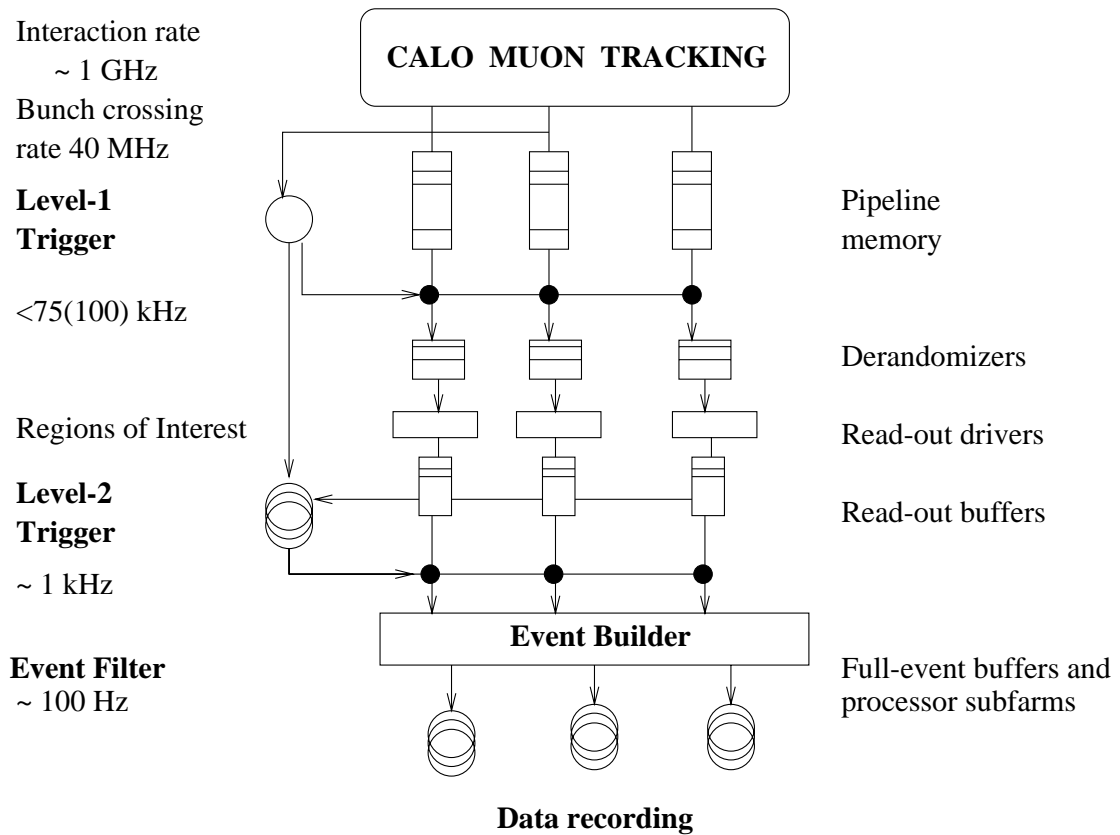 Interaction rate
~ 1 GHz
Bunch crossing
rate 40 MHz
CALO MUON TRACKING
Level-1
Trigger
Pipeline
memory
<75(100) kHz
Derandomizers
Regions of Interest
Read-out drivers
Level-2
Trigger
Read-out buffers
~ 1 kHz
Event Builder
Event Filter
~ 100 Hz
Full-event buffers and
processor subfarms
Data recording